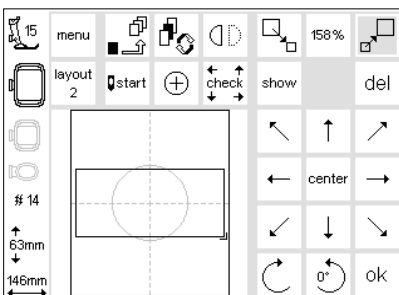 15 menu 158%
layout
2 start check show del
center
# 14
63mm
146mm 0° ok